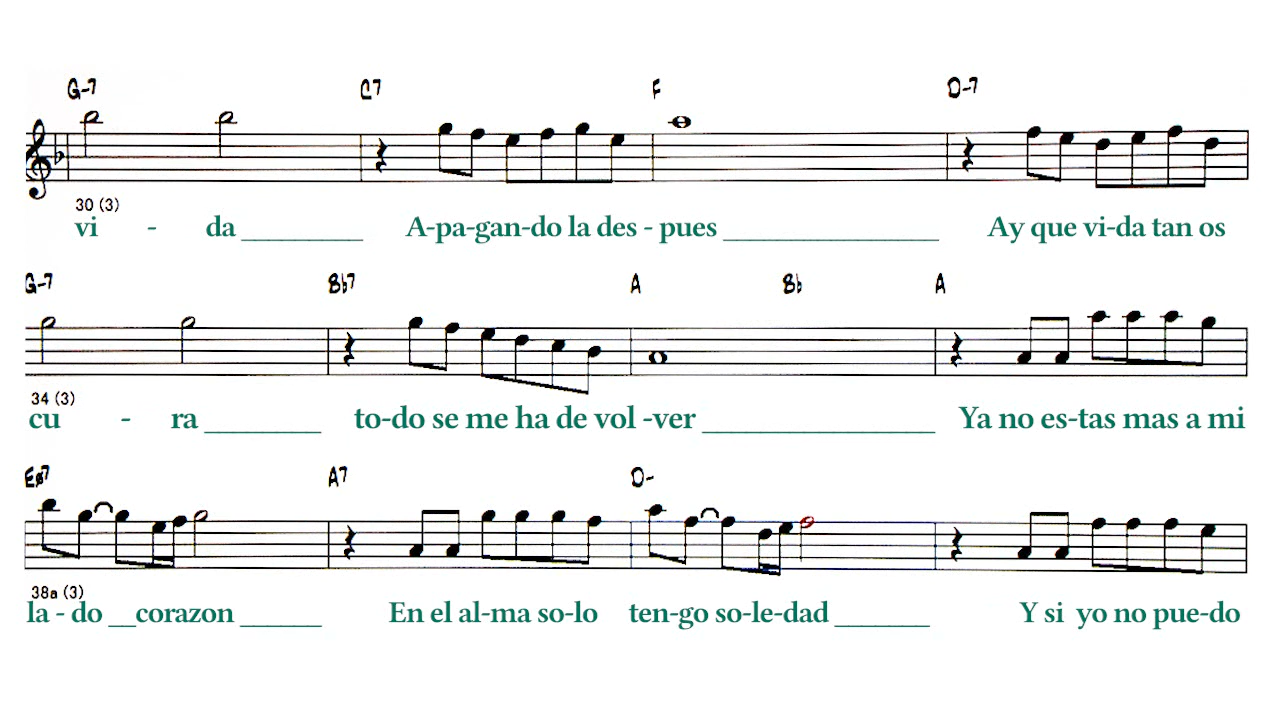 G-7 C7 F D-7
30 (3)
vi - da ________ A-pa-gan-do la des - pues ______________ Ay que vi-da tan os
G-7 Bb7 A Bb A
34 (3)
cu - ra ________ to-do se me ha de vol -ver ________________ Ya no es-tas mas a mi
Eø7 A7 D-
38a (3)
la - do __corazon ______ En el al-ma so-lo ten-go so-le-dad _______ Y si yo no pue-do